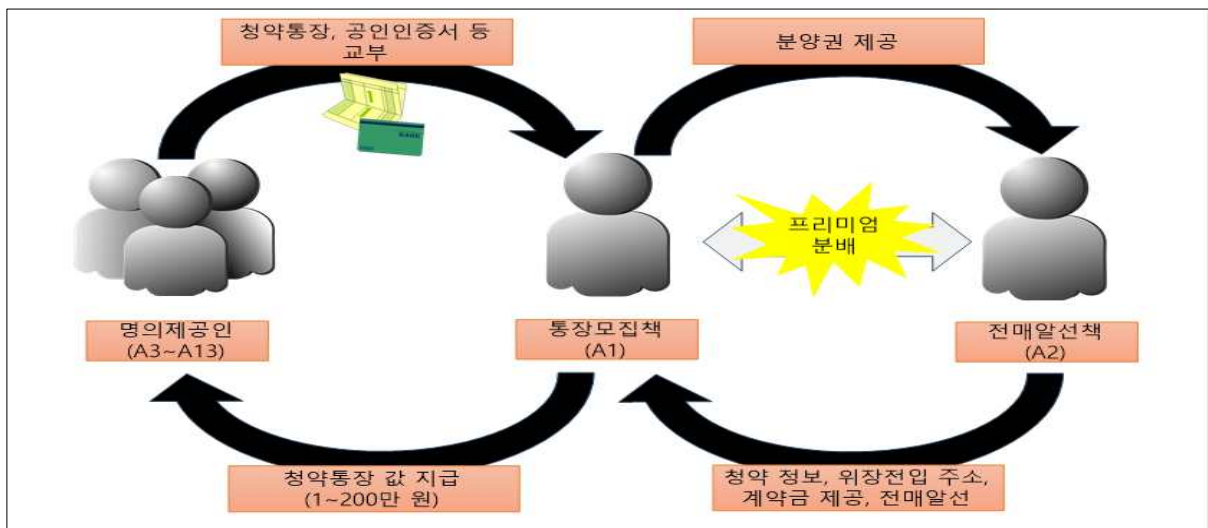 청약통장, 공인인증서 등
교부
분양권 제공
BANK
프리미엄
분배
명의제공인
(A3~A13)
통장모집책
(A1)
전매알선책
(A2)
청약통장 값 지급
(1~200만 원)
청약 정보, 위장전입 주소,
계약금 제공, 전매알선